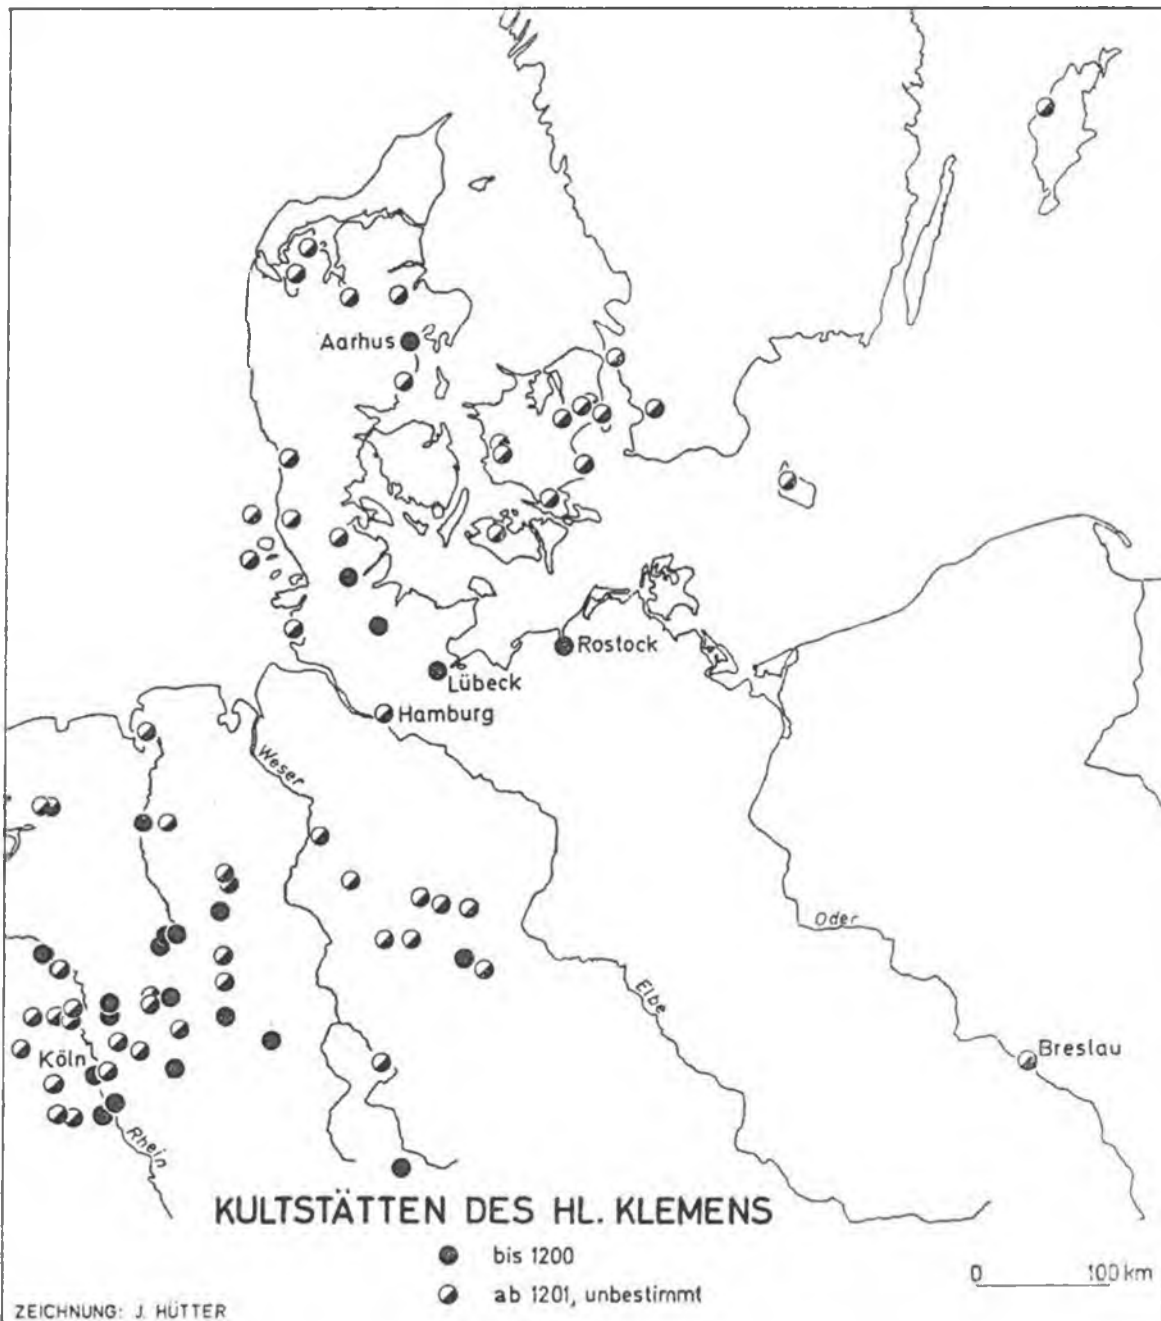 Aarhus
Rostock
Lübeck
Hamburg
Weser
Oder
Elbe
Breslau
Köln
Rhein
KULTSTÄTTEN DES HL. KLEMENS
bis 1200
ab 1201, unbestimmt
0 100 km
ZEICHNUNG: J. HÜTTER